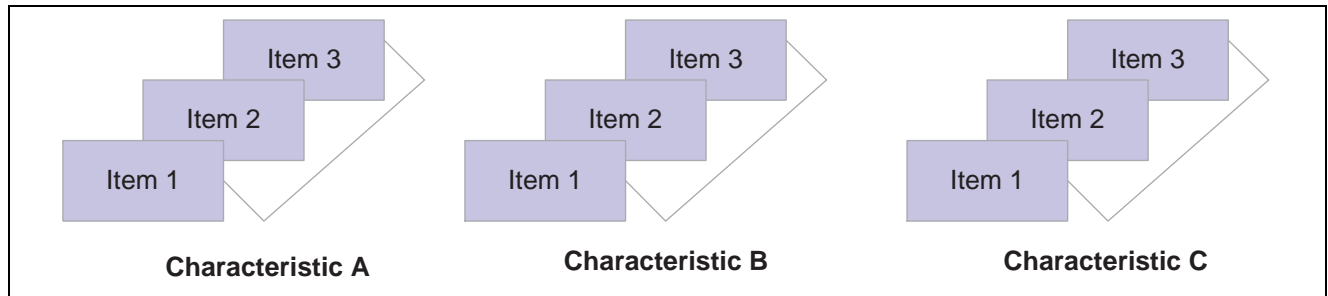 Item 3
Item 2
Item 1
Characteristic A
Item 3
Item 2
Item 1
Characteristic B
Item 3
Item 2
Item 1
Characteristic C